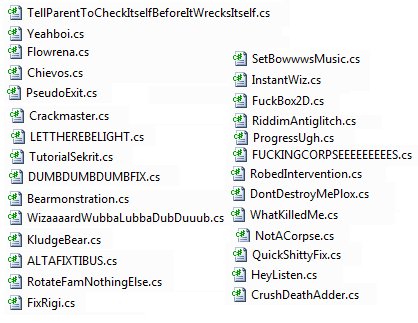 TellParentToCheckItselfBeforeItWrecksItself.cs
Yeahboi.cs
Flowrena.cs
Chievos.cs
PseudoExit.cs
Crackmaster.cs
LETTHEREBELIGHT.cs
TutorialSekrit.cs
DUMBDUMBDUMBFIX.cs
Bearmonstration.cs
WizaaaardWubbaLubbaDubDuuub.cs
KludgeBear.cs
ALTAFIXTIBUS.cs
RotateFamNothingElse.cs
FixRigi.cs
SetBowwwsMusic.cs
InstantWiz.cs
FuckBox2D.cs
RiddimAntiglitch.cs
ProgressUgh.cs
FUCKINGCORPSEEEEEEEEES.cs
RobedIntervention.cs
DontDestroyMePlox.cs
WhatKilledMe.cs
NotACorpse.cs
QuickShittyFix.cs
HeyListen.cs
CrushDeathAdder.cs